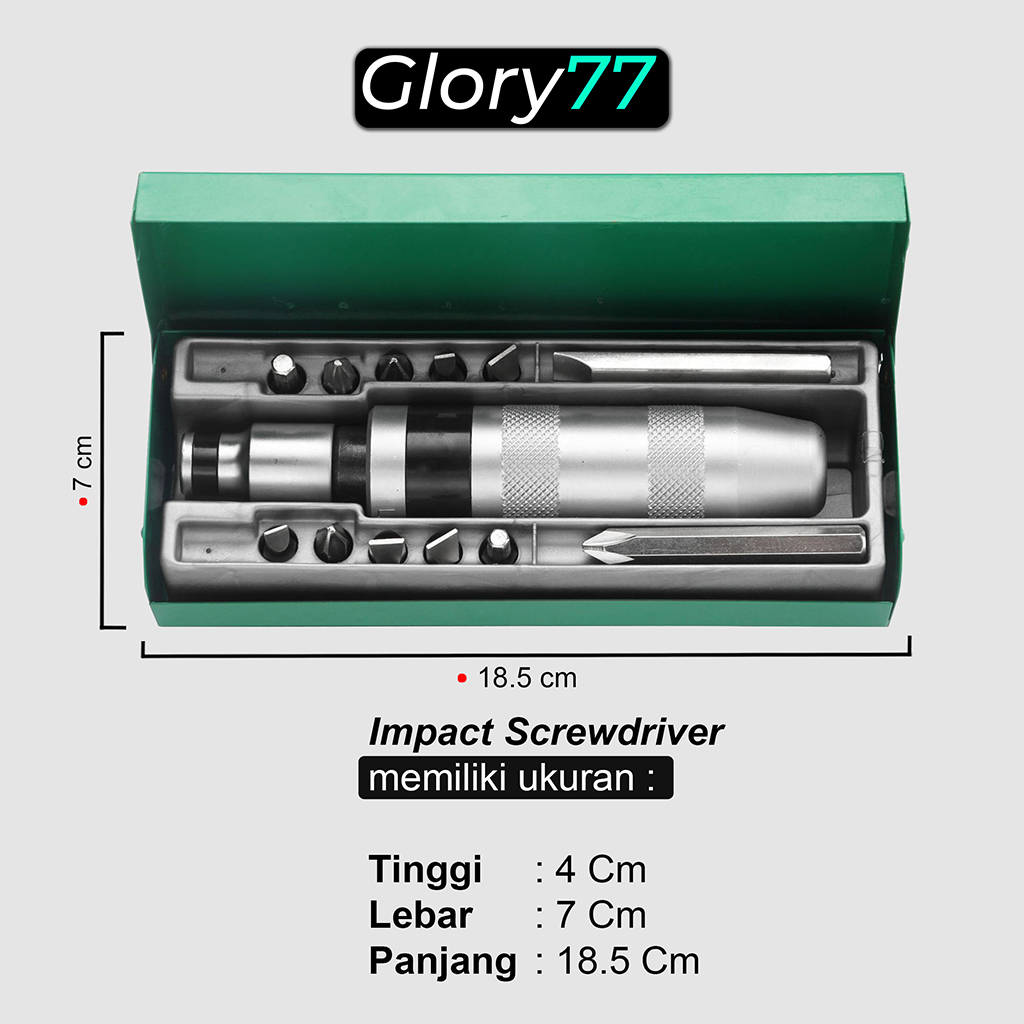 Glory77
7 cm
18.5 cm
Impact Screwdriver
memiliki ukuran :
Tinggi : 4 Cm
Lebar : 7 Cm
Panjang : 18.5 Cm